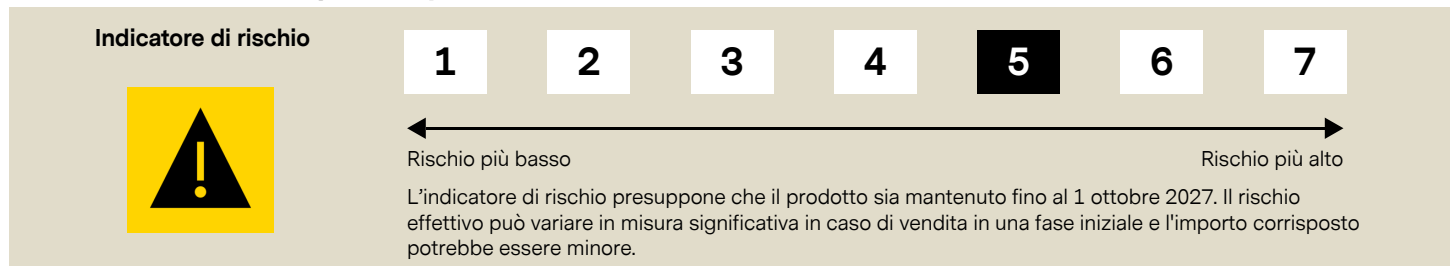 Indicatore di rischio
1 2 3 4 5 6 7
Rischio più basso Rischio più alto
L'indicatore di rischio presuppone che il prodotto sia mantenuto fino al 1 ottobre 2027. Il rischio
effettivo può variare in misura significativa in caso di vendita in una fase iniziale e l'importo corrisposto
potrebbe essere minore.